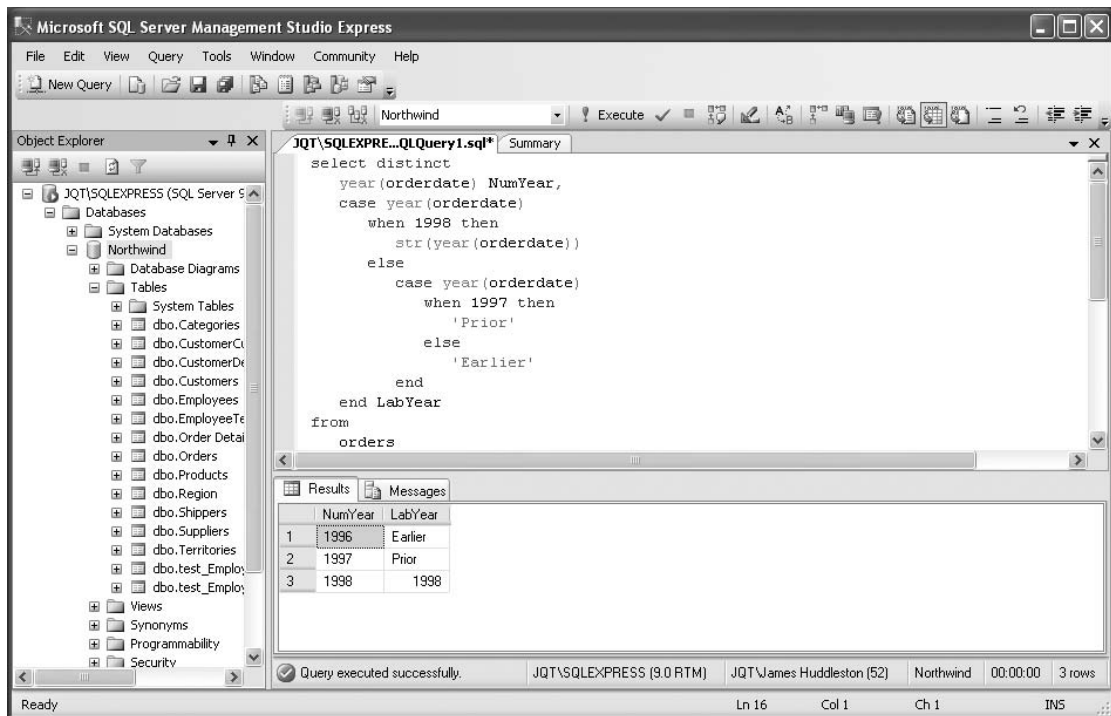 Microsoft SQL Server Management Studio Express
File Edit View Query Tools Window Community Help
New Query
Northwind Execute
Object Explorer
JQT\SQLEXPRE...QLQuery1.sql* Summary
JQT\SQLEXPRESS (SQL Server 9
Databases
System Databases
Northwind
Database Diagrams
Tables
System Tables
dbo.Categories
dbo.CustomerCu
dbo.CustomerDe
dbo.Customers
dbo.Employees
dbo.EmployeeTe
dbo.Order Detai
dbo.Orders
dbo.Products
dbo.Region
dbo.Shippers
dbo.Suppliers
dbo.Territories
dbo.test_Employ
dbo.test_Employ
Views
Synonyms
Programmability
Security
select distinct
year(orderdate) NumYear,
case year(orderdate)
when 1998 then
str(year(orderdate))
else
case year(orderdate)
when 1997 then
'Prior'
else
'Earlier'
end
end LabYear
from
orders
Results Messages
NumYear LabYear
1 1996 Earlier
2 1997 Prior
3 1998 1998
Query executed successfully. JQT\SQLEXPRESS (9.0 RTM) JQT\James Huddleston (52) Northwind 00:00:00 3 rows
Ready Ln 16 Col 1 Ch 1 INS